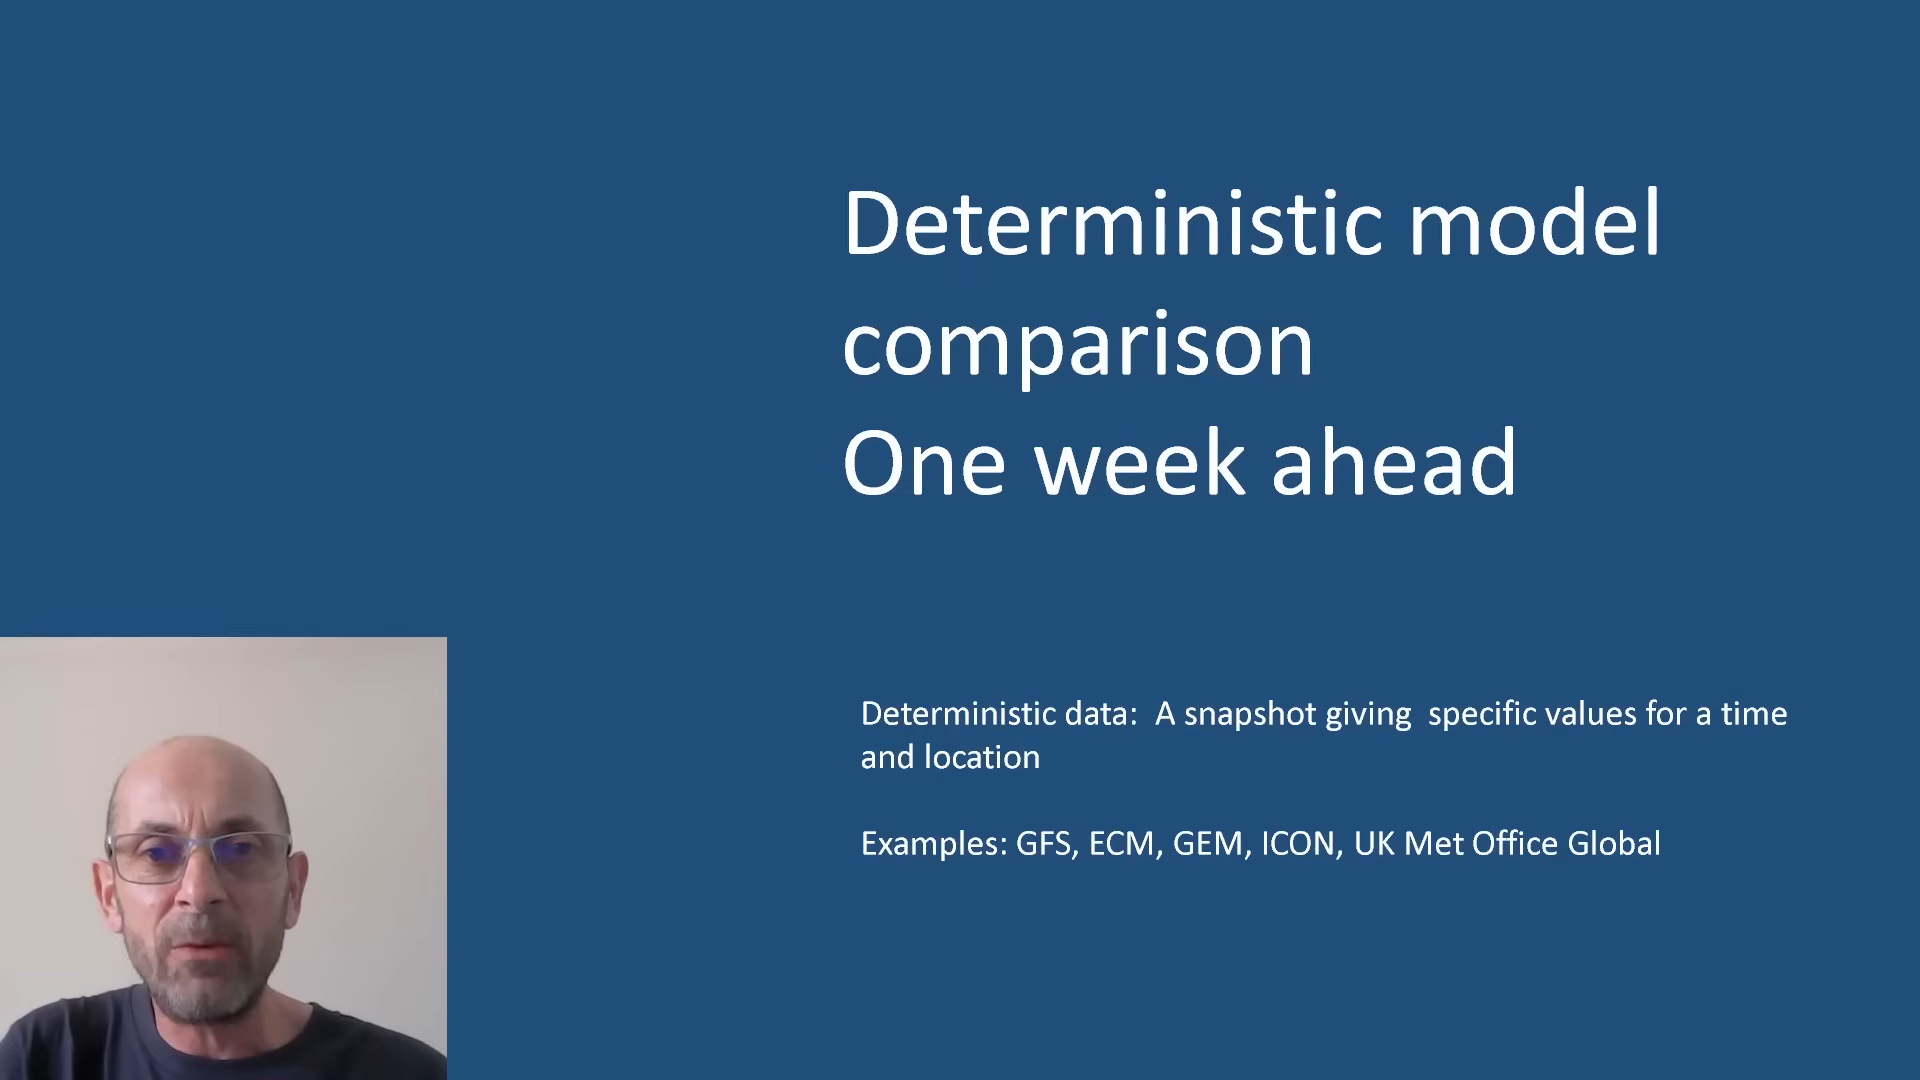 Deterministic model
comparison
One week ahead
Deterministic data:  A snapshot giving  specific values for a time
and location
Examples: GFS, ECM, GEM, ICON, UK Met Office Global